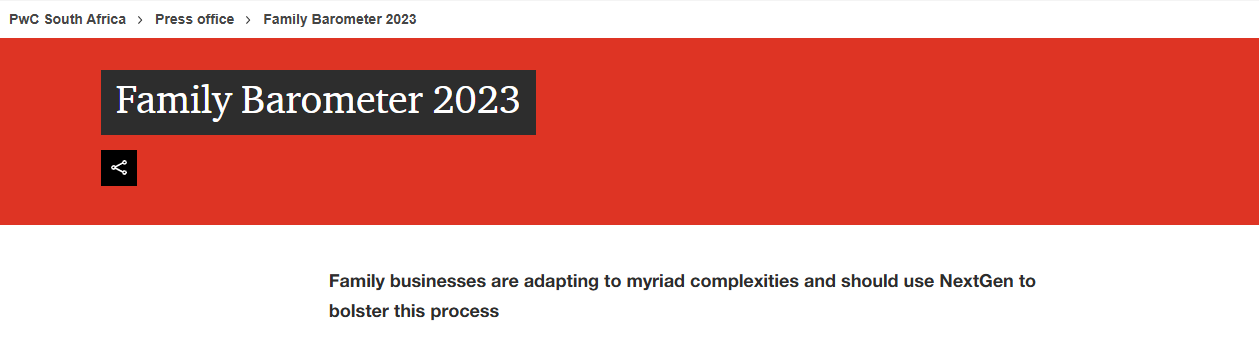 PwC South Africa > Press office > Family Barometer 2023
Family Barometer 2023
Family businesses are adapting to myriad complexities and should use NextGen to
bolster this process